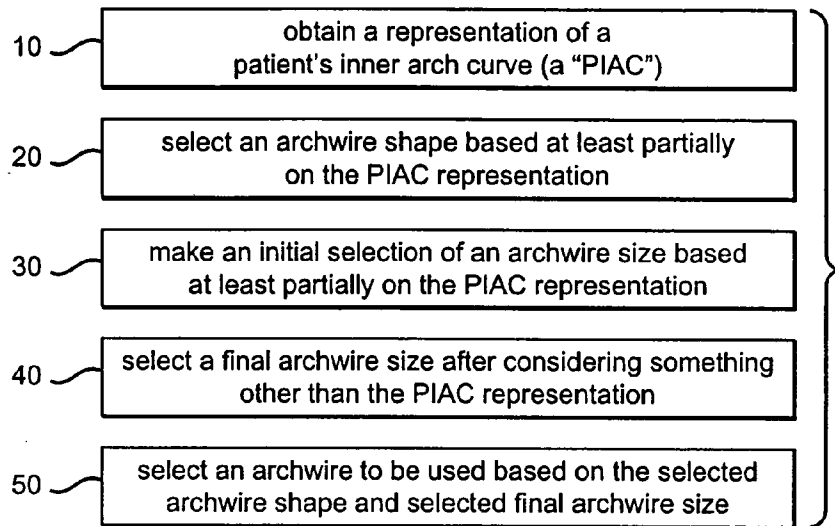 10
obtain a representation of a
patient's inner arch curve (a “PIAC”)
20
select an archwire shape based at least partially
on the PIAC representation
30
make an initial selection of an archwire size based
at least partially on the PIAC representation
40
select a final archwire size after considering something
other than the PIAC representation
50
select an archwire to be used based on the selected
archwire shape and selected final archwire size